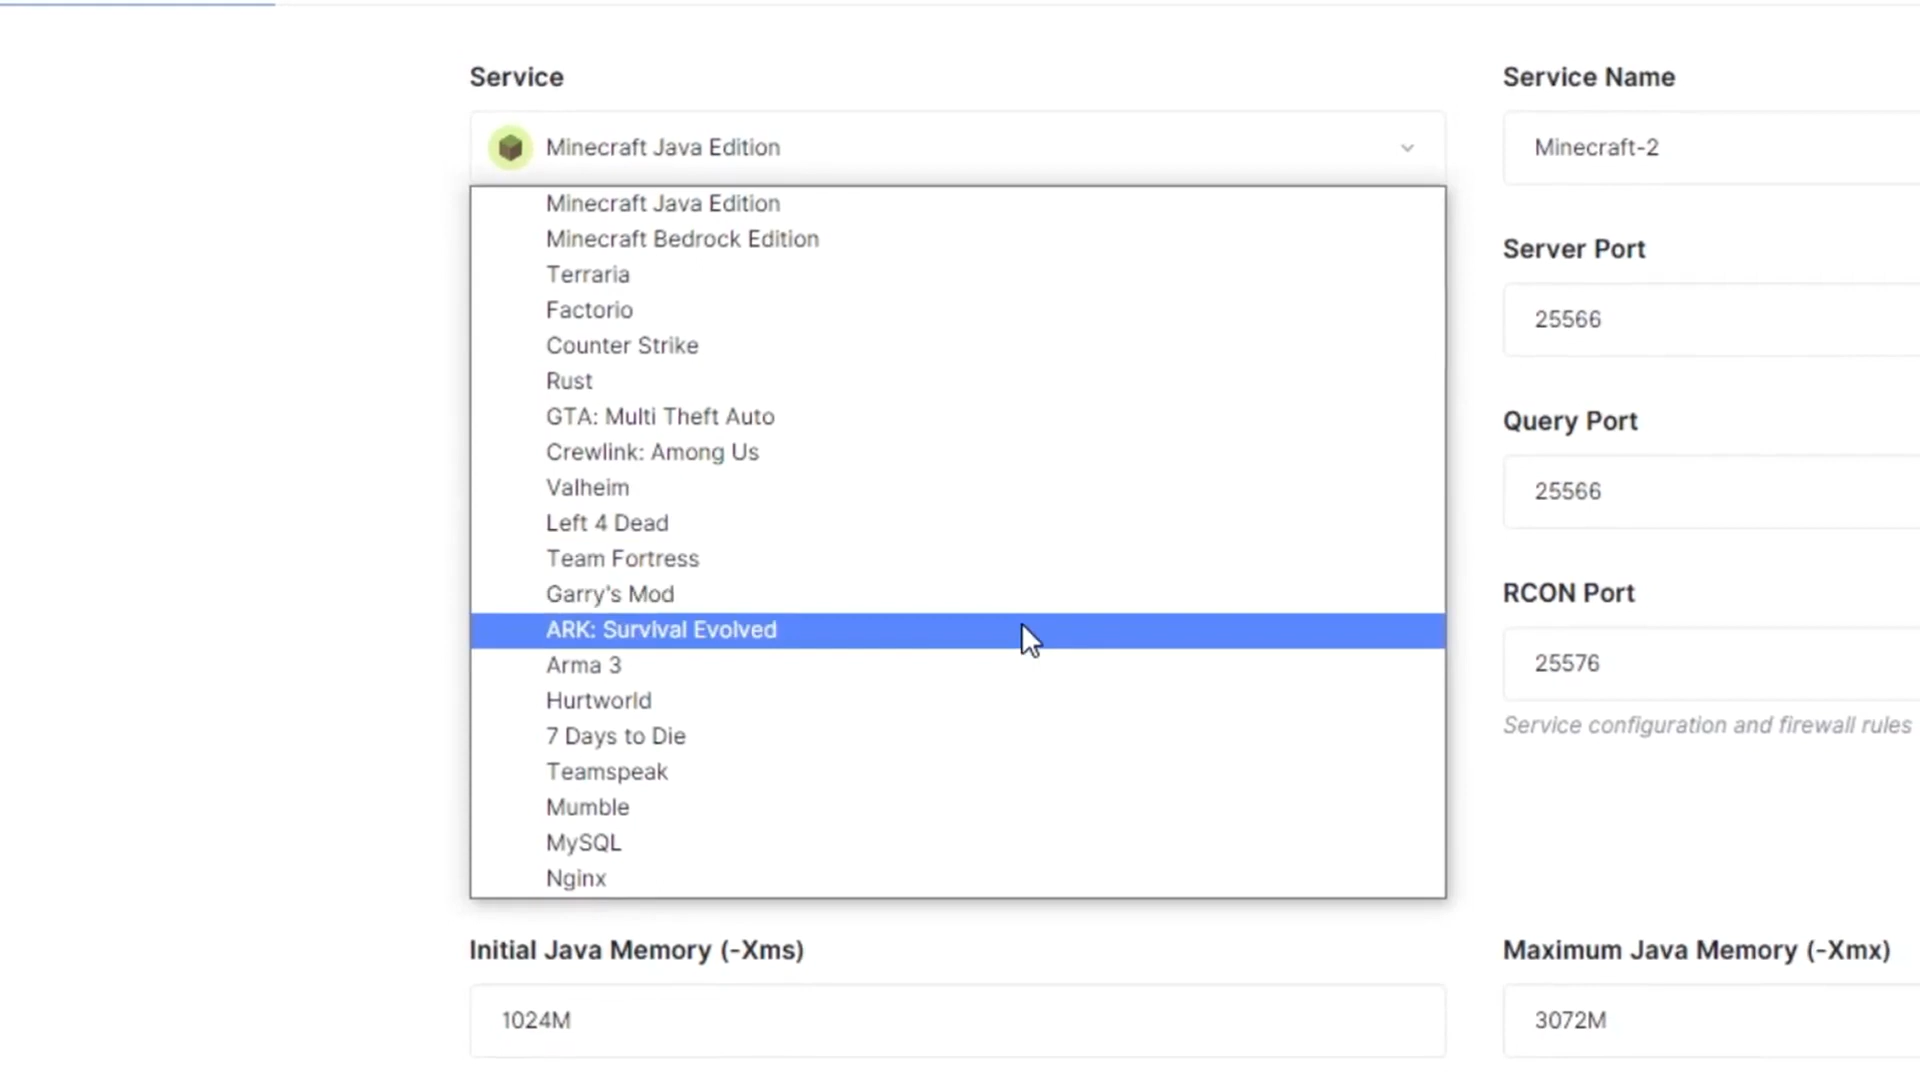 Service
Minecraft Java Edition
Minecraft Java Edition
Minecraft Bedrock Edition
Terraria
Factorio
Counter Strike
Rust
GTA: Multi Theft Auto
Crewlink: Among Us
Valheim
Left 4 Dead
Team Fortress
Garry's Mod
ARK: Survival Evolved
Arma 3
Hurtworld
7 Days to Die
Teamspeak
Mumble
MySQL
Nginx
Initial Java Memory (-Xms)
1024M
Service Name
Minecraft-2
Server Port
25566
Query Port
25566
RCON Port
25576
Service configuration and firewall rules
Maximum Java Memory (-Xmx)
3072M